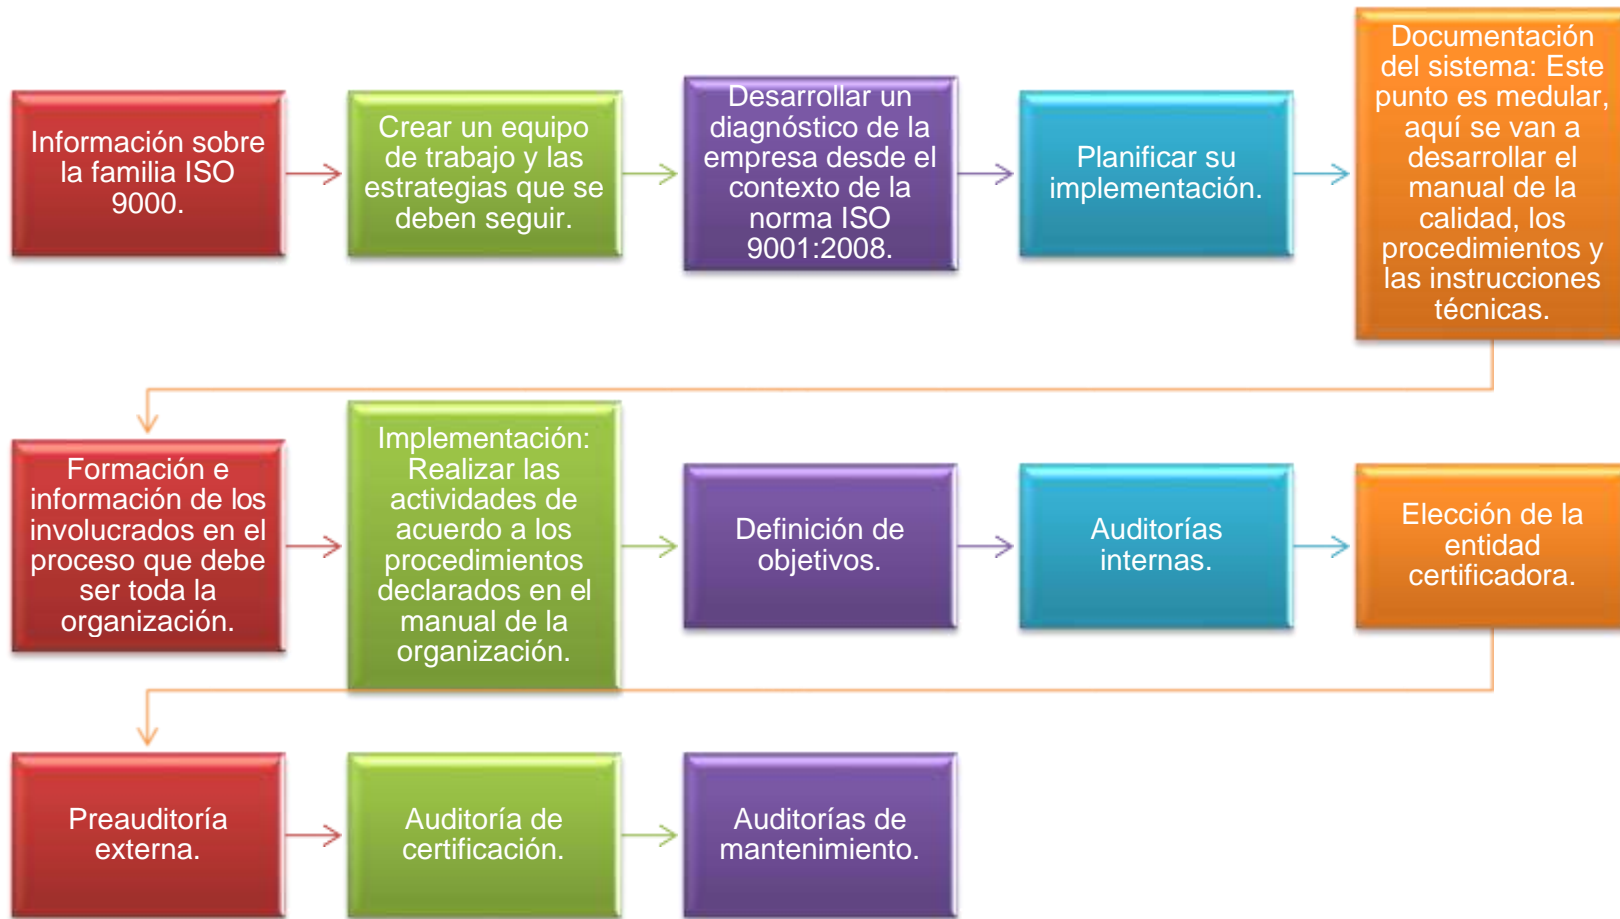 Información sobre
la familia ISO
9000.
Crear un equipo
de trabajo y las
estrategias que se
deben seguir.
Desarrollar un
diagnóstico de la
empresa desde el
contexto de la
norma ISO
9001:2008.
Planificar su
implementación.
Documentación
del sistema: Este
punto es medular,
aquí se van a
desarrollar el
manual de la
calidad, los
procedimientos y
las instrucciones
técnicas.
Formación e
información de los
involucrados en el
proceso que debe
ser toda la
organización.
Implementación:
Realizar las
actividades de
acuerdo a los
procedimientos
declarados en el
manual de la
organización.
Definición de
objetivos.
Auditorías
internas.
Elección de la
entidad
certificadora.
Preauditoría
externa.
Auditoría de
certificación.
Auditorías de
mantenimiento.